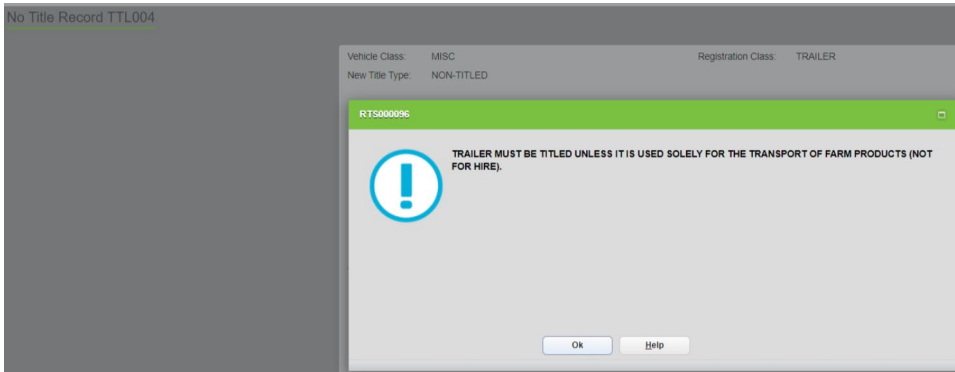 No Title Record TTL004
Vehicle Class: MISC Registration Class: TRAILER
New Title Type: NON-TITLED
RTS000096
TRAILER MUST BE TITLED UNLESS IT IS USED SOLELY FOR THE TRANSPORT OF FARM PRODUCTS (NOT
FOR HIRE).
Ok Help